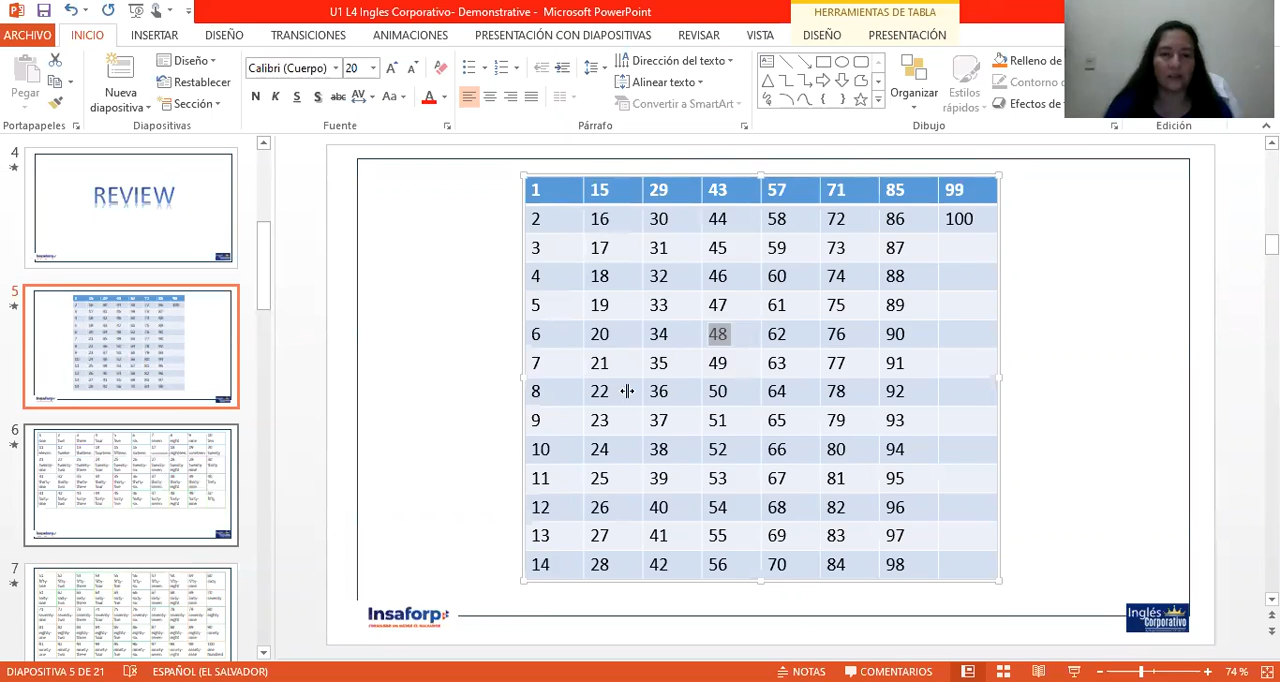 U1 L4 Ingles Corporativo- Demonstrative - Microsoft PowerPoint
HERRAMIENTAS DE TABLA
ARCHIVO INICIO INSERTAR DISEÑO TRANSICIONES ANIMACIONES PRESENTACIÓN CON DIAPOSITIVAS REVISAR VISTA DISEÑO PRESENTACIÓN
Pegar
Nueva diapositiva
Diseño
Restablecer
Sección
Calibri (Cuerpo) 20
N K S S abc AV Aa A
Dirección del texto
Alinear texto
Convertir a SmartArt
Organizar
Estilos rápidos
Relleno de
Contorno
Efectos de
Portapapeles Diapositivas Fuente Párrafo Dibujo Edición
4
REVIEW
5
6
7
1 15 29 43 57 71 85 99
2 16 30 44 58 72 86 100
3 17 31 45 59 73 87
4 18 32 46 60 74 88
5 19 33 47 61 75 89
6 20 34 48 62 76 90
7 21 35 49 63 77 91
8 22 36 50 64 78 92
9 23 37 51 65 79 93
10 24 38 52 66 80 94
11 25 39 53 67 81 95
12 26 40 54 68 82 96
13 27 41 55 69 83 97
14 28 42 56 70 84 98
Insaforp
Inglés Corporativo
DIAPOSITIVA 5 DE 21 ESPAÑOL (EL SALVADOR) NOTAS COMENTARIOS 74 %